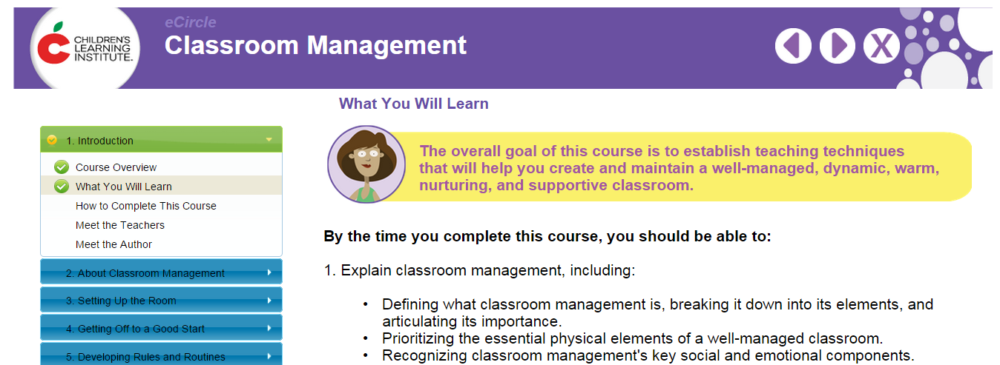 CHILDREN'S
LEARNING
INSTITUTE.
eCircle
Classroom Management
X
What You Will Learn
1. Introduction
Course Overview
What You Will Learn
How to Complete This Course
Meet the Teachers
Meet the Author
2. About Classroom Management
3. Setting Up the Room
4. Getting Off to a Good Start
5. Developing Rules and Routines
The overall goal of this course is to establish teaching techniques
that will help you create and maintain a well-managed, dynamic, warm,
nurturing, and supportive classroom.
By the time you complete this course, you should be able to:
1. Explain classroom management, including:
• Defining what classroom management is, breaking it down into its elements, and
articulating its importance.
• Prioritizing the essential physical elements of a well-managed classroom.
• Recognizing classroom management's key social and emotional components.